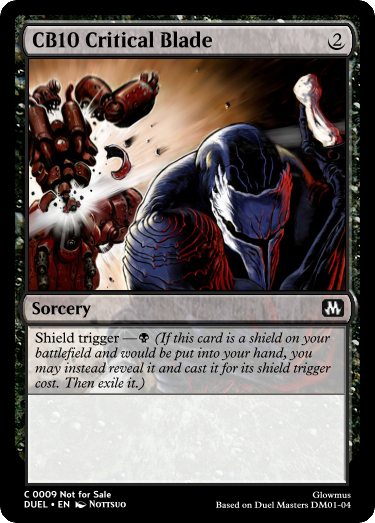 CB10 Critical Blade
2
Sorcery
Shield trigger — (If this card is a shield on your
battlefield and would be put into your hand, you
may instead reveal it and cast it for its shield trigger
cost. Then exile it.)
C 0009 Not for Sale
Glowmus
DUEL • EN Nottsuo
Based on Duel Masters DM01-04